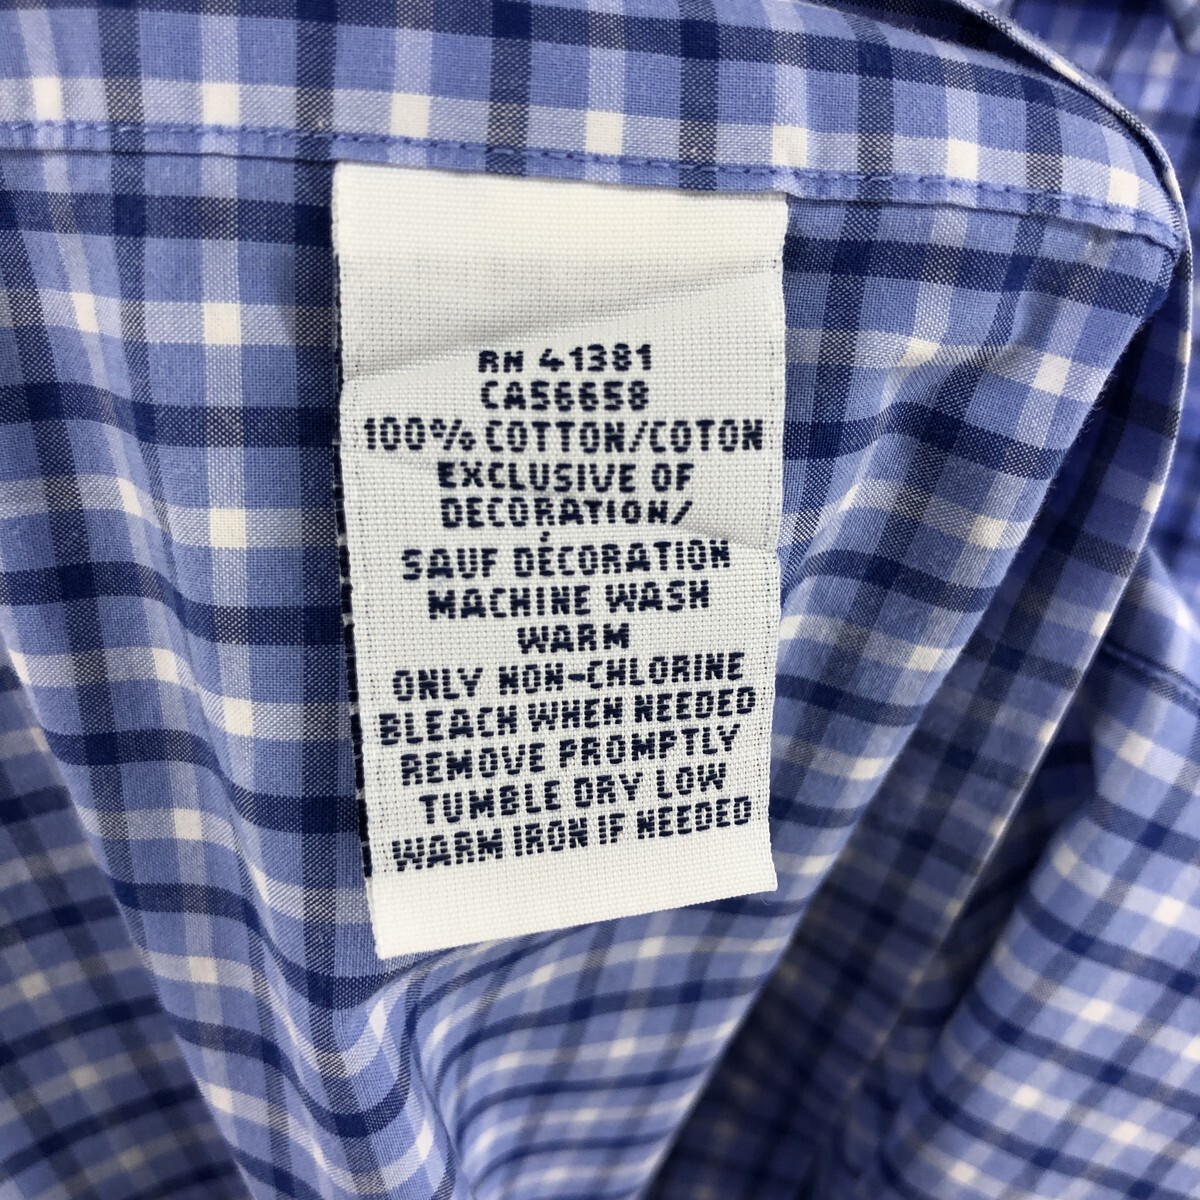 RN 41381
CA56658
100% COTTON/COTON
EXCLUSIVE OF
DECORATION/
SAUF DÉCORATION
MACHINE WASH
WARM
ONLY NON-CHLORINE
BLEACH WHEN NEEDED
REMOVE PROMPTLY
TUMBLE DRY LOW
WARM IRON IF NEEDED